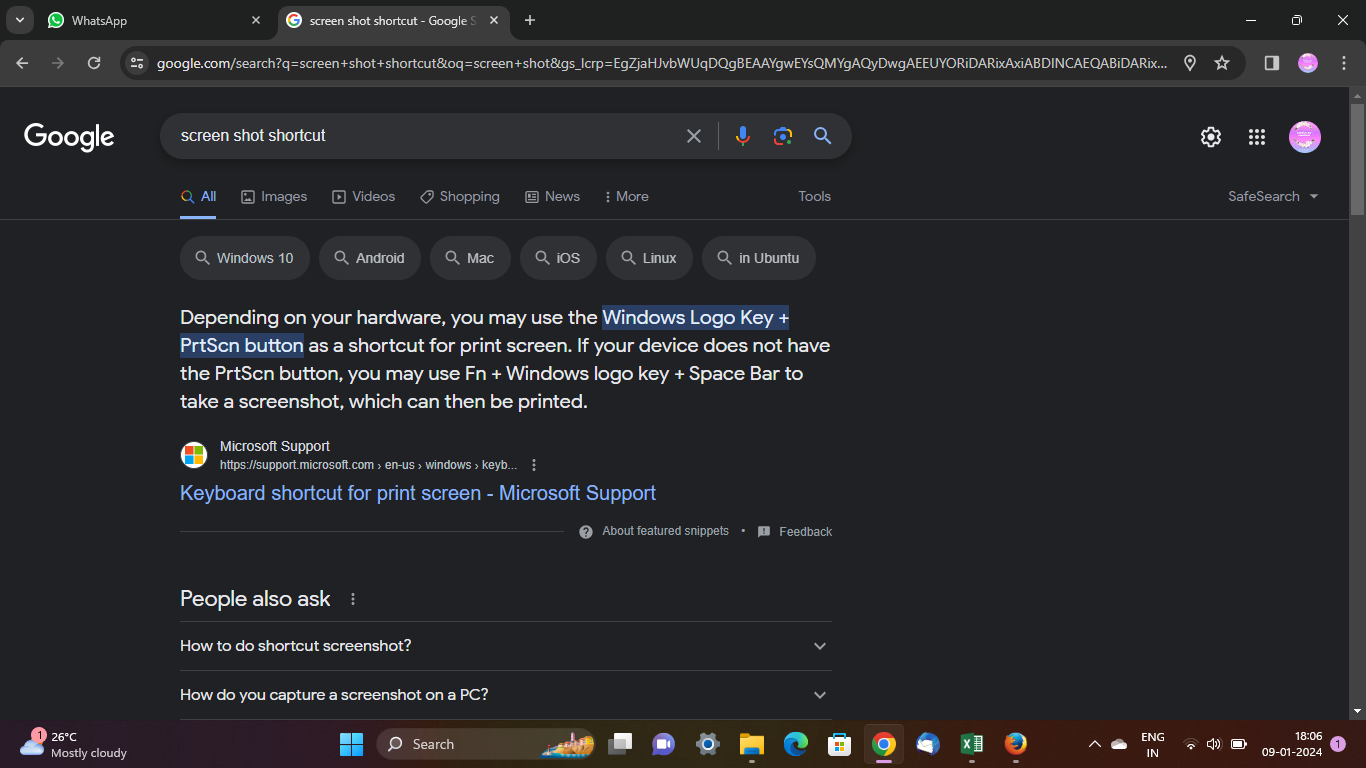 WhatsApp
screen shot shortcut - Google S
google.com/search?q=screen+shot+shortcut&oq=screen+shot&gs_lcrp=EgZjaHJvbWUqDQgBEAAYgwEYsQMYgAQyDwgAEEUYORiDARixAxiABDINCAEQABiDARix...
Google
screen shot shortcut
All
Images
Videos
Shopping
News
More
Tools
SafeSearch
Windows 10
Android
Mac
iOS
Linux
in Ubuntu
Depending on your hardware, you may use the Windows Logo Key +
PrtScn button as a shortcut for print screen. If your device does not have
the PrtScn button, you may use Fn + Windows logo key + Space Bar to
take a screenshot, which can then be printed.
Microsoft Support
https://support.microsoft.com › en-us › windows › keyb...
Keyboard shortcut for print screen - Microsoft Support
About featured snippets • Feedback
People also ask
How to do shortcut screenshot?
How do you capture a screenshot on a PC?
1
26°C
Mostly cloudy
Search
ENG
IN
18:06
09-01-2024
1